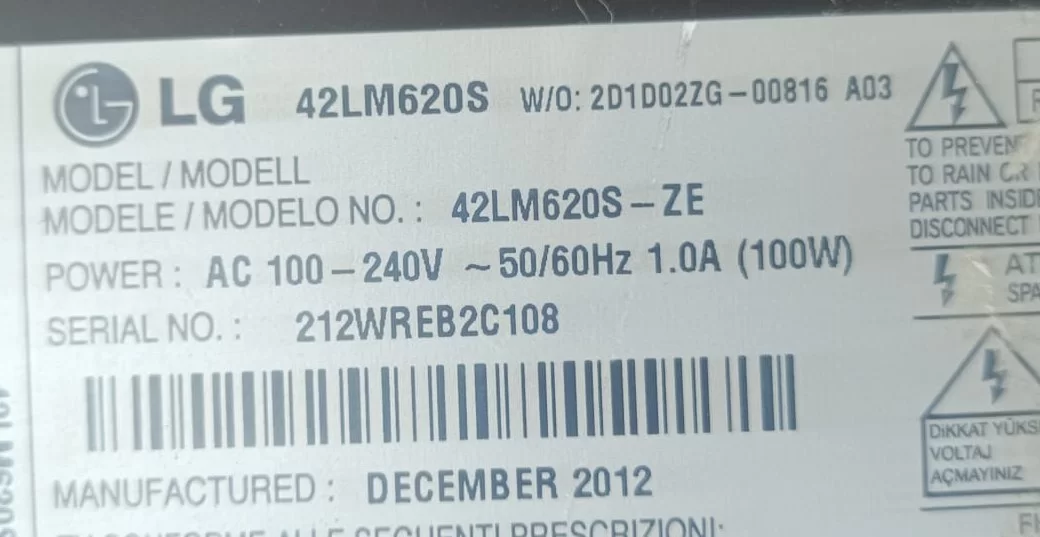 LG 42LM620S W/O: 2D1D02ZG-00816 A03
MODEL / MODELL
MODELE / MODELO NO. : 42LM620S-ZE
POWER : AC 100-240V ~50/60Hz 1.0A (100W)
SERIAL NO. : 212WREB2C108
MANUFACTURED : DECEMBER 2012
TO PREVEN
TO RAIN
PARTS INSID
DISCONNECT
AT
SPA
DİKKAT YÜKS
VOLTAJ
AÇMAYINIZ
PRESCRIZIONI: